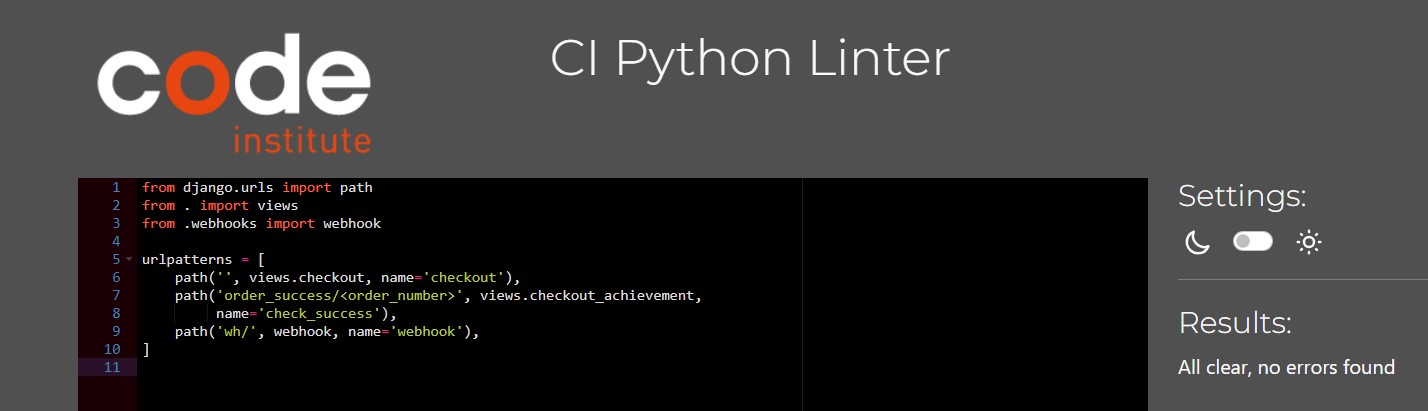 code
institute
CI Python Linter
1 from django.urls import path
2 from . import views
3 from .webhooks import webhook
4
5 urlpatterns = [
6     path('', views.checkout, name='checkout'),
7     path('order_success/<order_number>', views.checkout_achievement,
8          name='check_success'),
9     path('wh/', webhook, name='webhook'),
10 ]
11
Settings:
Results:
All clear, no errors found